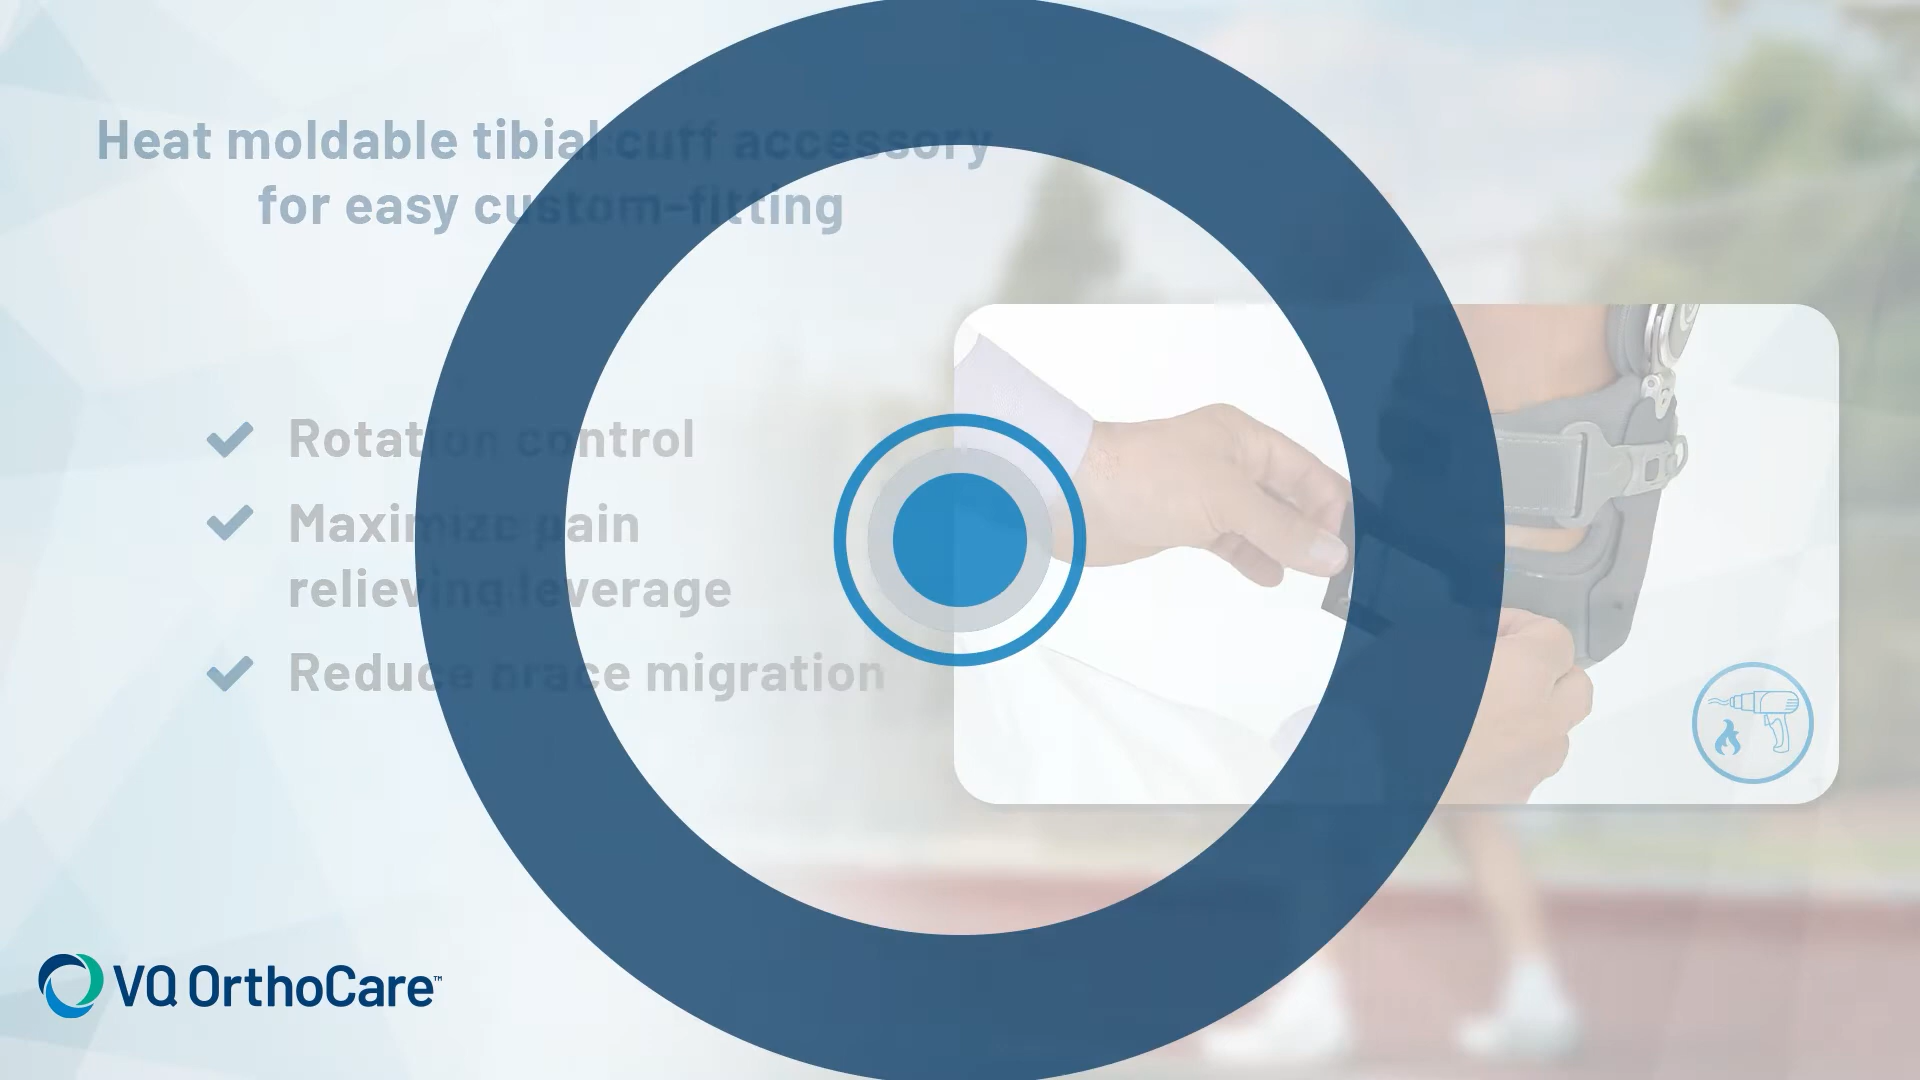 Heat moldable tibial cuff accessory
for easy custom-fitting
Rotation control
Maximize pain
relieving leverage
Reduce brace migration
VQ OrthoCare™